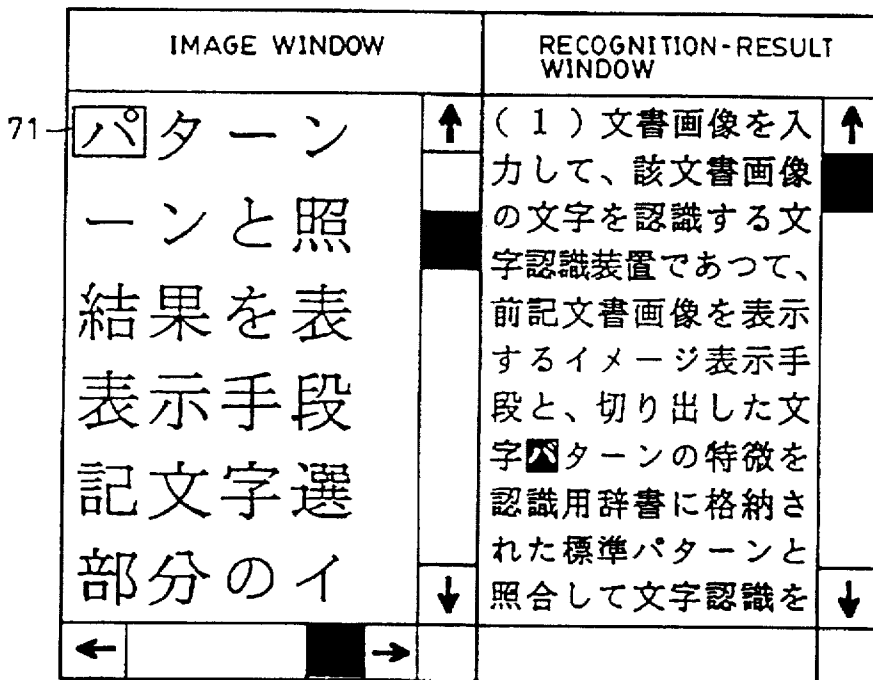 IMAGE WINDOW
RECOGNITION-RESULT
WINDOW
71
パターン
ーンと照
結果を表
表示手段
記文字選
部分のイ
(1)文書画像を入
力して、該文書画像
の文字を認識する文
字認識装置であつて、
前記文書画像を表示
するイメージ表示手
段と、切り出した文
字バターンの特徴を
認識用辞書に格納さ
れた標準パターンと
照合して文字認識を